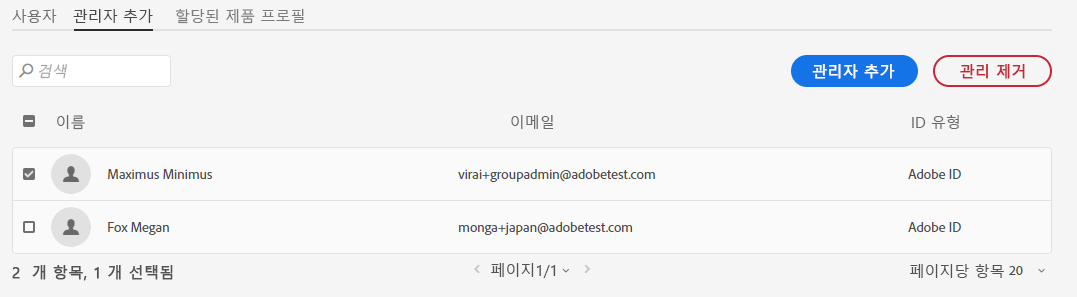 사용자 관리자 추가 할당된 제품 프로필
검색 관리자 추가 관리 제거
이름 이메일 ID 유형
Maximus Minimus virai+groupadmin@adobetest.com Adobe ID
Fox Megan monga+japan@adobetest.com Adobe ID
2 개 항목, 1 개 선택됨 페이지1/1 페이지당 항목 20